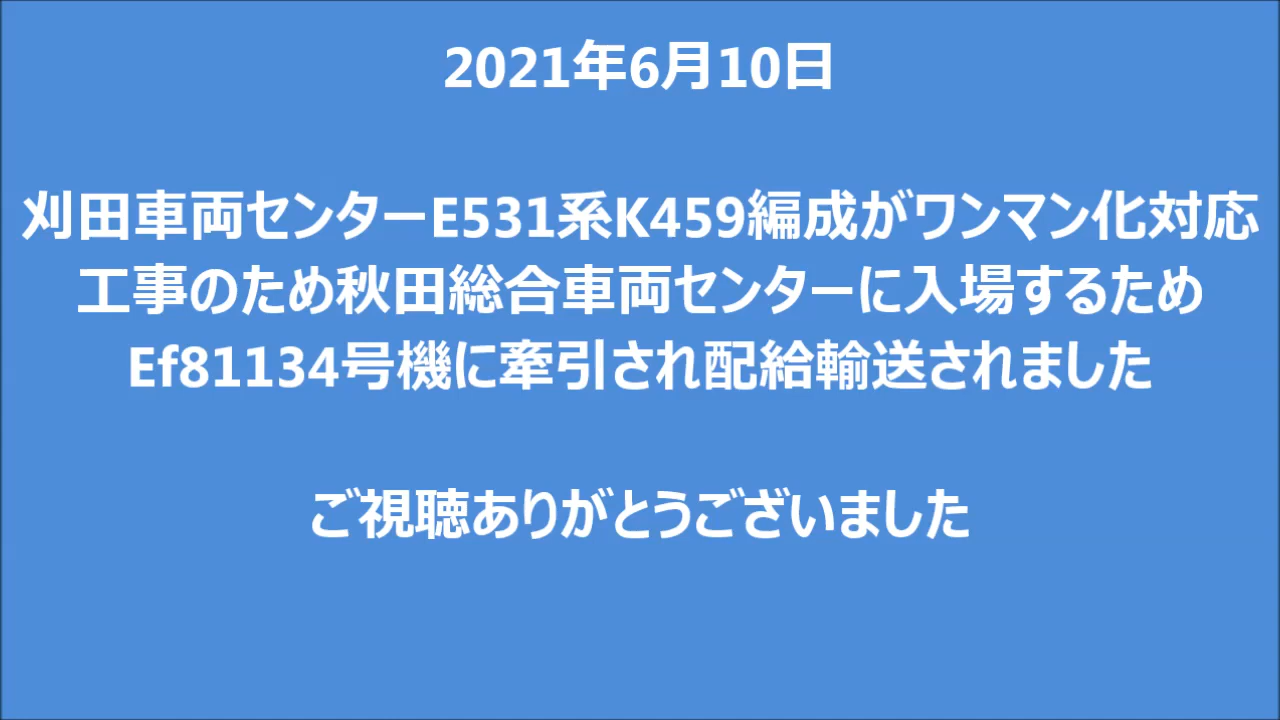 2021年6月10日
刈田車両センターE531系K459編成がワンマン化対応
工事のため秋田総合車両センターに入場するため
Ef81134号機に牽引され配給輸送されました
ご視聴ありがとうございました